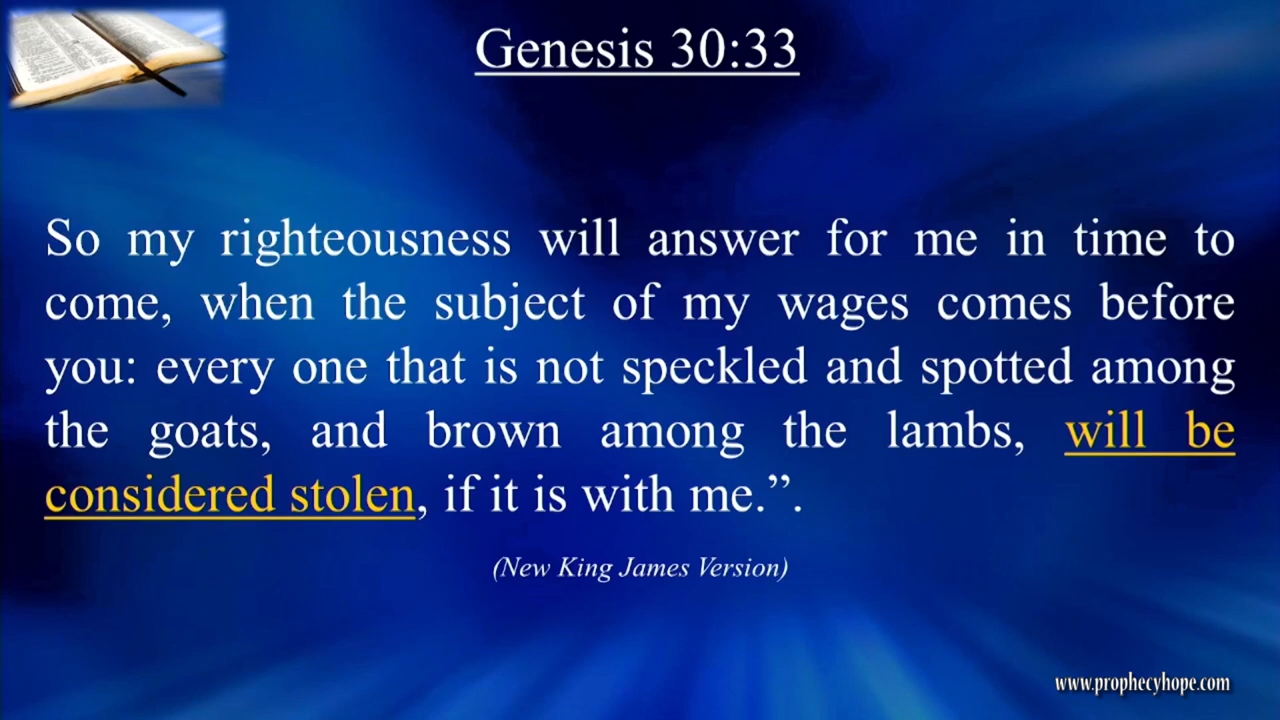 Genesis 30:33
So my righteousness will answer for me in time to
come, when the subject of my wages comes before
you: every one that is not speckled and spotted among
the goats, and brown among the lambs, will be
considered stolen, if it is with me.”.
(New King James Version)
www.prophecyhope.com